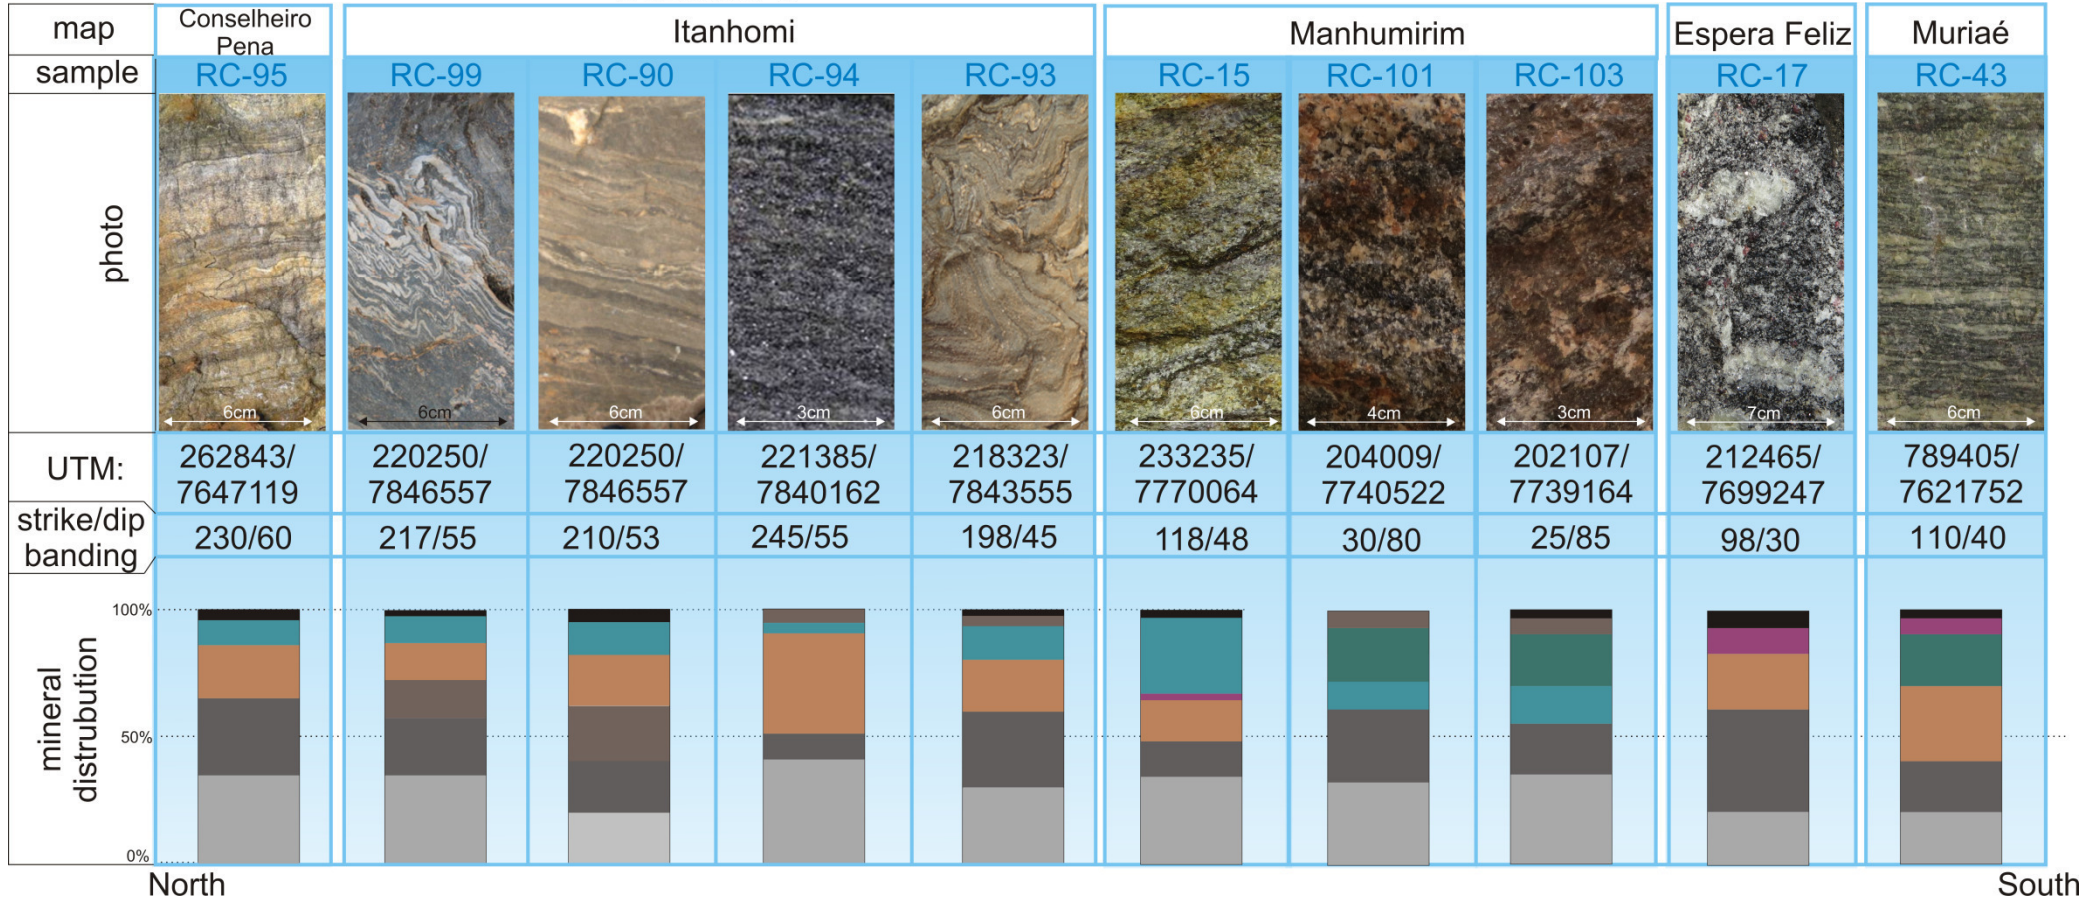 map
Conselheiro
Pena
Itanhomi
Manhumirim
Espera Feliz
Muriaé
sample
RC-95
RC-99
RC-90
RC-94
RC-93
RC-15
RC-101
RC-103
RC-17
RC-43
photo
6cm
6cm
6cm
3cm
6cm
6cm
4cm
3cm
7cm
6cm
UTM:
262843/
7647119
220250/
7846557
220250/
7846557
221385/
7840162
218323/
7843555
233235/
7770064
204009/
7740522
202107/
7739164
212465/
7699247
789405/
7621752
strike/dip
banding
230/60
217/55
210/53
245/55
198/45
118/48
30/80
25/85
98/30
110/40
mineral
distrubution
100%
50%
0%
North
South